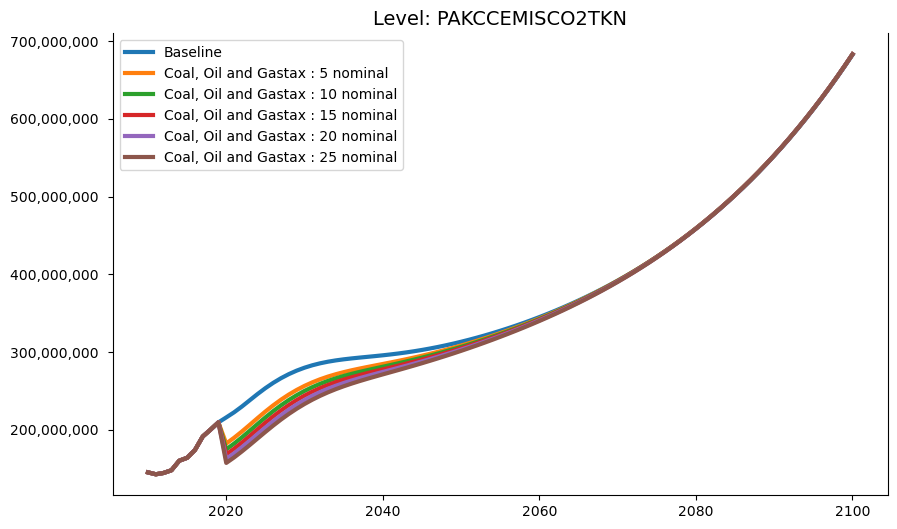 Level: PAKCCEMISCO2TKN
700,000,000
600,000,000
500,000,000
400,000,000
300,000,000
200,000,000
Baseline
Coal, Oil and Gastax : 5 nominal
Coal, Oil and Gastax : 10 nominal
Coal, Oil and Gastax : 15 nominal
Coal, Oil and Gastax : 20 nominal
Coal, Oil and Gastax : 25 nominal
2020 2040 2060 2080 2100